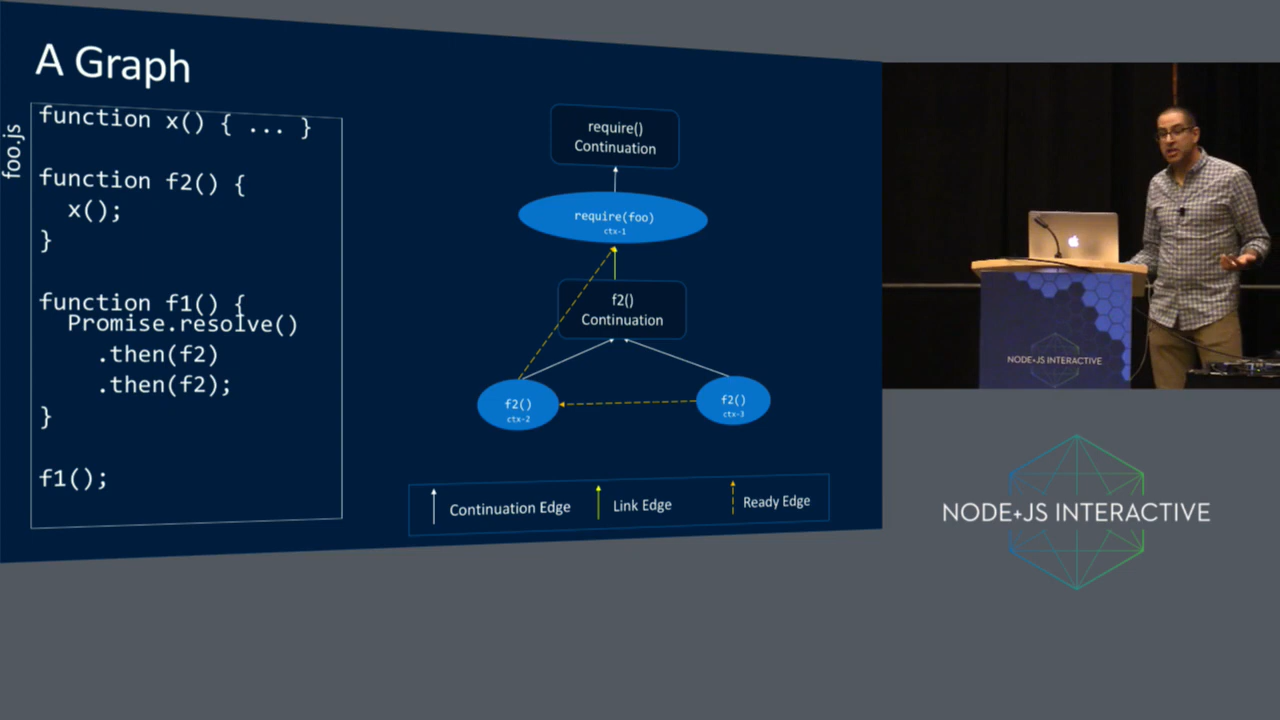 A Graph
foo.js
function x() { ... }
function f2() {
x();
}
function f1() {
Promise.resolve()
.then(f2)
.then(f2);
}
f1();
require()
Continuation
require(foo)
ctx-1
f2()
Continuation
f2()
ctx-2
f2()
ctx-3
Continuation Edge
Link Edge
Ready Edge
NODE+JS INTERACTIVE
NODE+JS INTERACTIVE